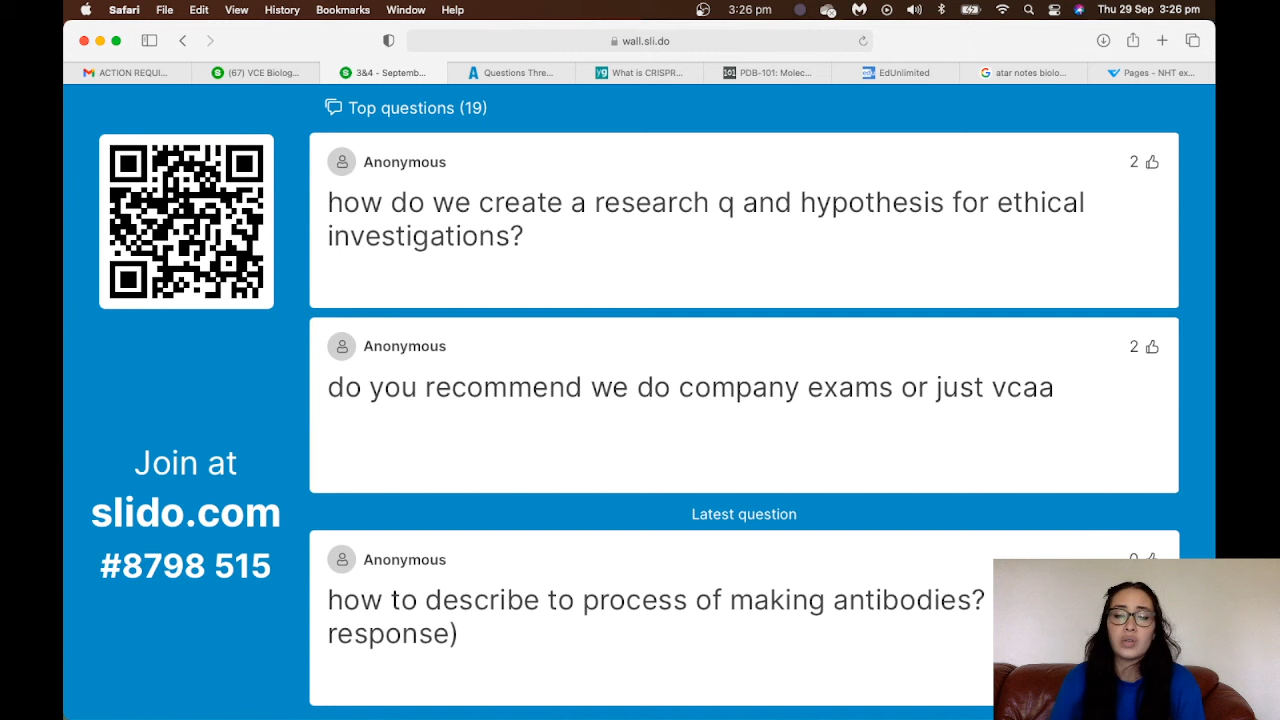 Safari File Edit View History Bookmarks Window Help 3:26 pm Thu 29 Sep 3:26 pm
wall.sli.do
ACTION REQUI... (67) VCE Biolog... 3&4 - Septemb... Questions Thre... What is CRISPR... PDB-101: Molec... EdUnlimited atar notes biolo... Pages - NHT ex...
Top questions (19)
Anonymous 2
how do we create a research q and hypothesis for ethical
investigations?
Anonymous 2
do you recommend we do company exams or just vcaa
Join at
slido.com
#8798 515
Latest question
Anonymous
how to describe to process of making antibodies?
response)